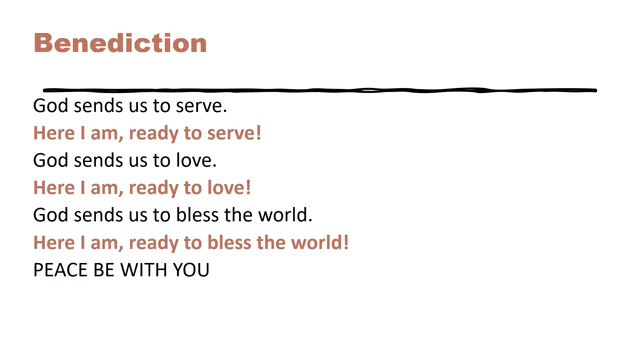 Benediction
God sends us to serve.
Here I am, ready to serve!
God sends us to love.
Here I am, ready to love!
God sends us to bless the world.
Here I am, ready to bless the world!
PEACE BE WITH YOU